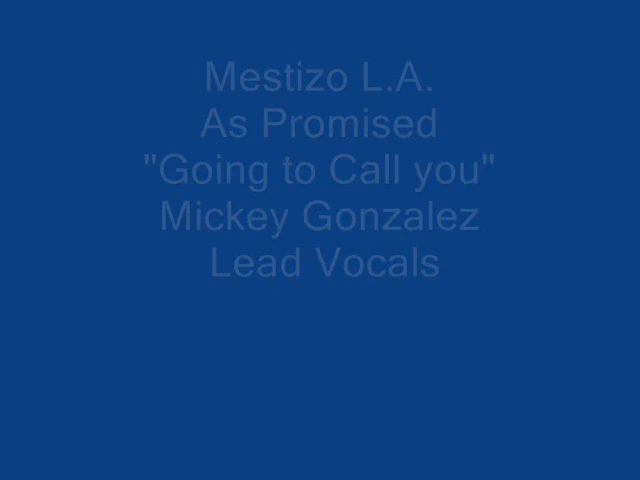 Mestizo L.A.
As Promised
"Going to Call you"
Mickey Gonzalez
Lead Vocals